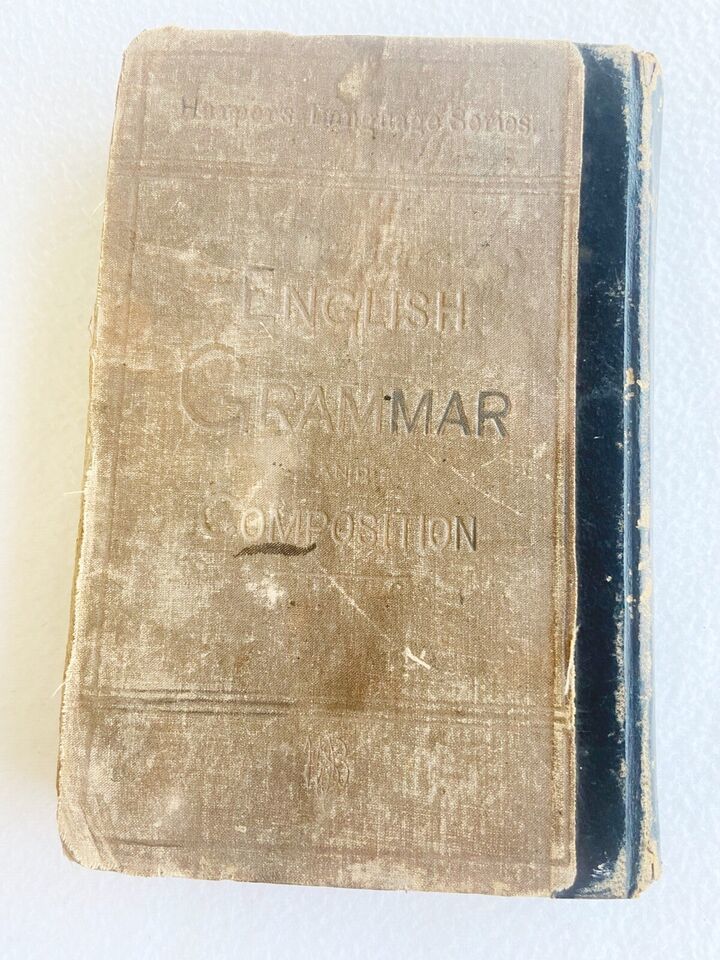 Harper's Language Series.
ENGLISH
GRAMMAR
AND
COMPOSITION